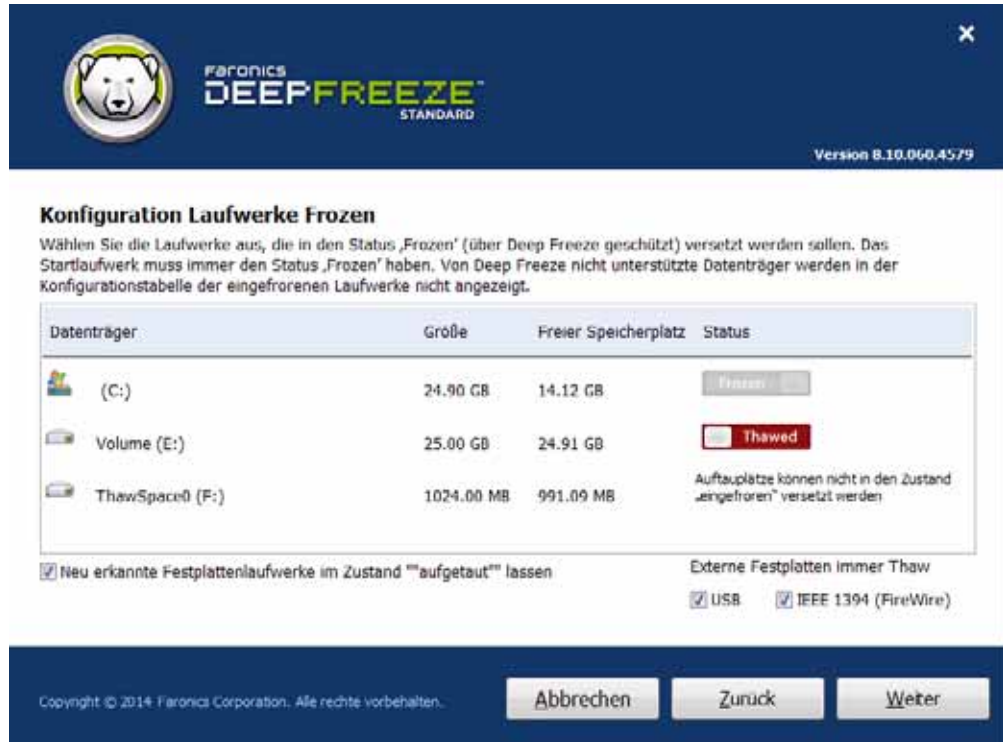 ×
Faronics
DEEPFREEZE™
STANDARD
Version 8.10.060.4579
Konfiguration Laufwerke Frozen
Wählen Sie die Laufwerke aus, die in den Status ‚Frozen' (über Deep Freeze geschützt) versetzt werden sollen. Das
Startlaufwerk muss immer den Status ‚Frozen' haben. Von Deep Freeze nicht unterstützte Datenträger werden in der
Konfigurationstabelle der eingefrorenen Laufwerke nicht angezeigt.
Datenträger Größe Freier Speicherplatz Status
(C:) 24.90 GB 14.12 GB Frozen
Volume (E:) 25.00 GB 24.91 GB Thawed
ThawSpace0 (F:) 1024.00 MB 991.09 MB Auftauplätze können nicht in den Zustand
„eingefroren" versetzt werden
Neu erkannte Festplattenlaufwerke im Zustand ""aufgetaut"" lassen
Externe Festplatten immer Thaw
USB IEEE 1394 (FireWire)
Copyright © 2014 Faronics Corporation. Alle rechte vorbehalten.
Abbrechen Zurück Weiter